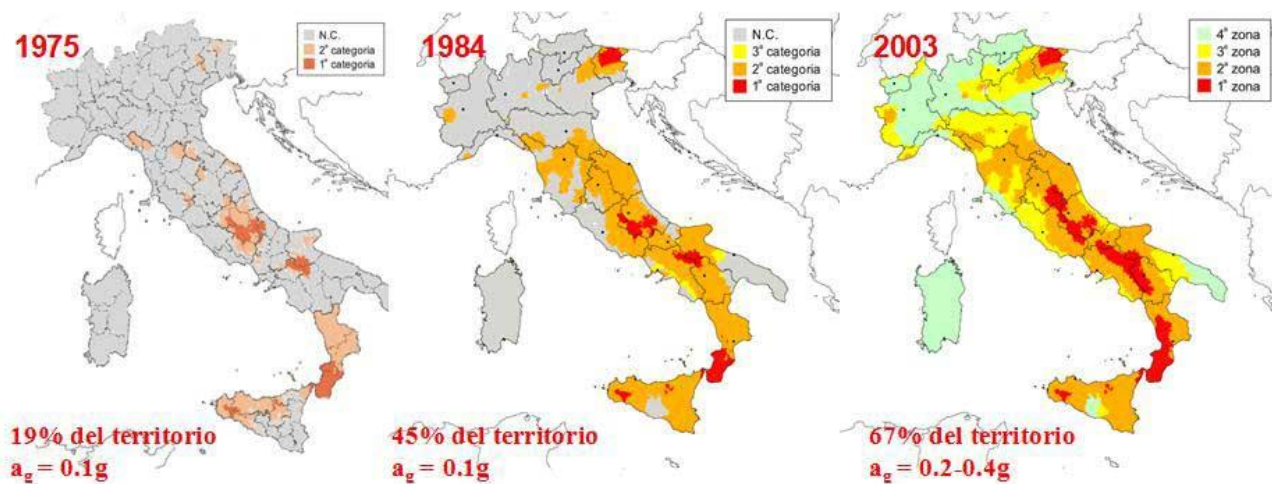 1975
N.C.
2ª categoria
1ª categoria
19% del territorio
ag = 0.1g
1984
N.C.
3ª categoria
2ª categoria
1ª categoria
45% del territorio
ag = 0.1g
2003
4ª zona
3ª zona
2ª zona
1ª zona
67% del territorio
ag = 0.2-0.4g